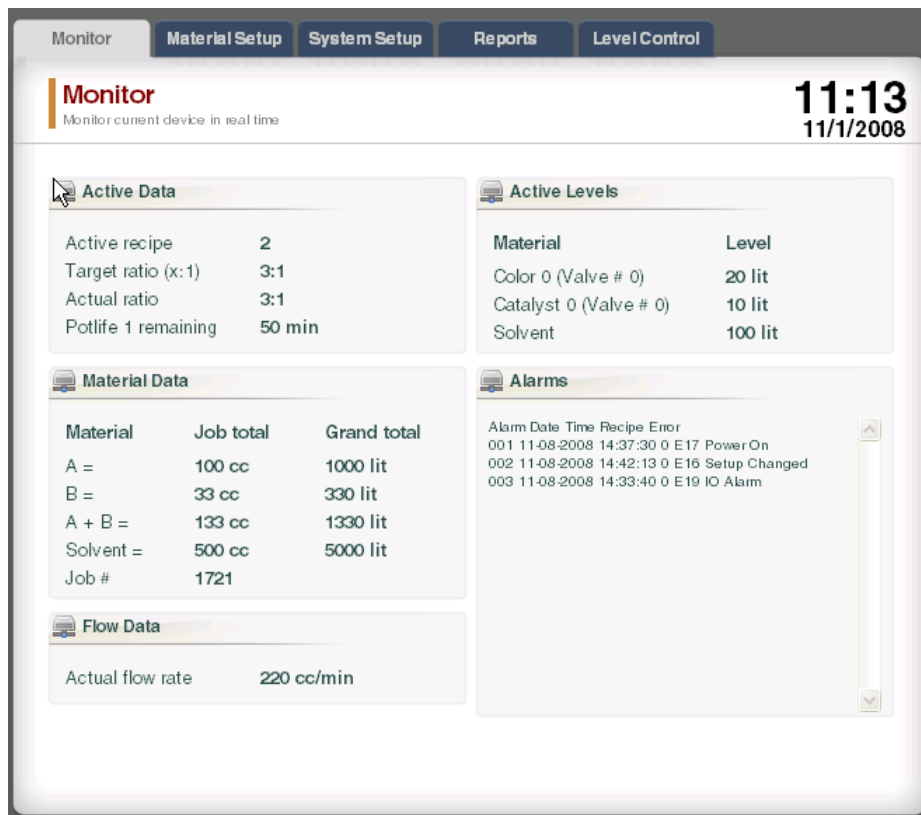 Monitor Material Setup System Setup Reports Level Control
Monitor
Monitor current device in real time
11:13
11/1/2008
Active Data
Active recipe 2
Target ratio (x:1) 3:1
Actual ratio 3:1
Potlife 1 remaining 50 min
Active Levels
Material Level
Color 0 (Valve # 0) 20 lit
Catalyst 0 (Valve # 0) 10 lit
Solvent 100 lit
Material Data
Material Job total Grand total
A = 100 cc 1000 lit
B = 33 cc 330 lit
A + B = 133 cc 1330 lit
Solvent = 500 cc 5000 lit
Job # 1721
Alarms
Alarm Date Time Recipe Error
001 11-08-2008 14:37:30 0 E17 Power On
002 11-08-2008 14:42:13 0 E16 Setup Changed
003 11-08-2008 14:33:40 0 E19 IO Alarm
Flow Data
Actual flow rate 220 cc/min